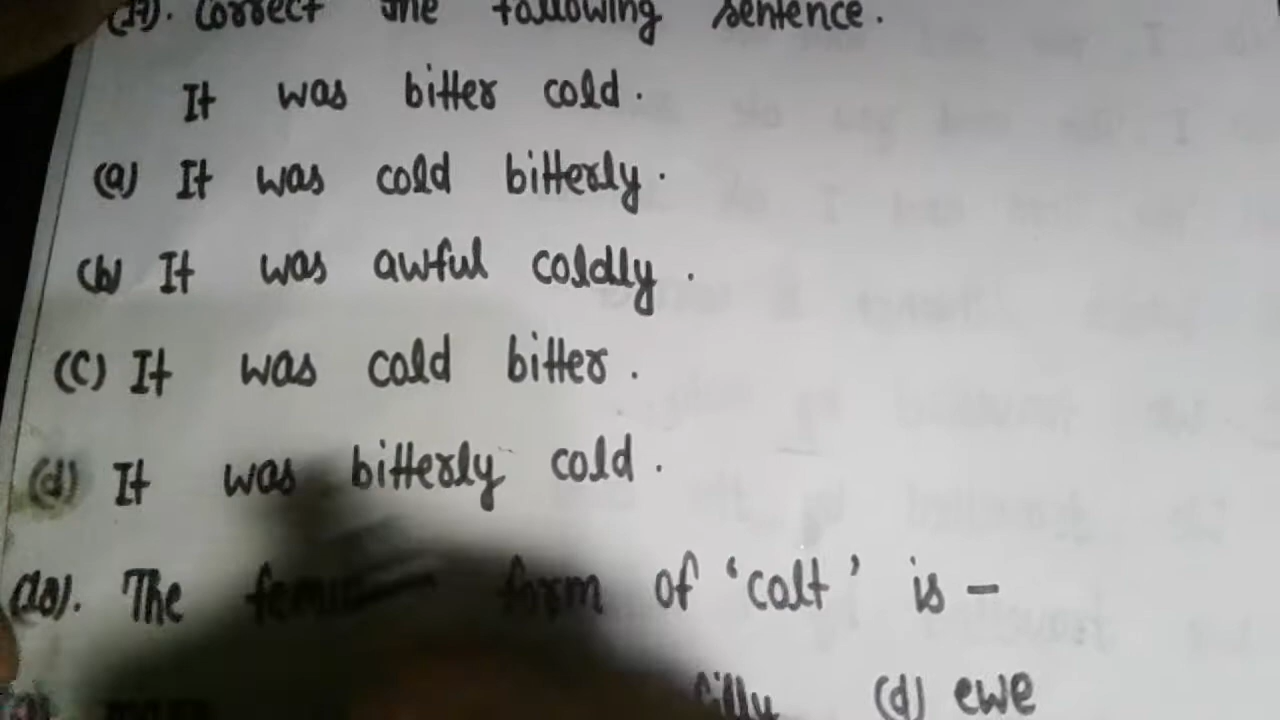 Correct the following sentence.
It was bitter cold.
(a) It was cold bitterly.
(b) It was awful coldly.
(c) It was cold bitter.
(d) It was bitterly cold.
The form of 'colt' is –
filly (d) ewe